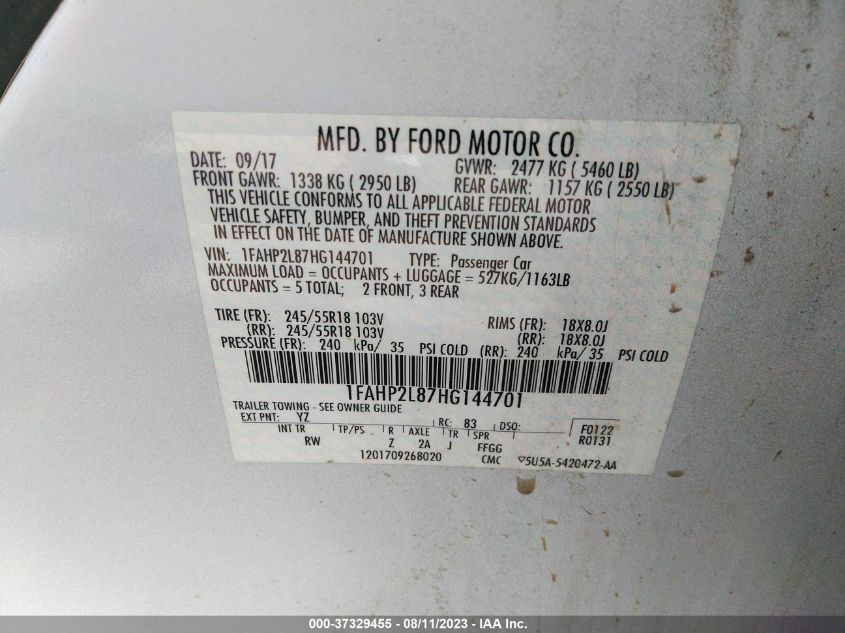 MFD. BY FORD MOTOR CO.
DATE: 09/17 GVWR: 2477 KG ( 5460 LB)
FRONT GAWR: 1338 KG ( 2950 LB) REAR GAWR: 1157 KG ( 2550 LB)
THIS VEHICLE CONFORMS TO ALL APPLICABLE FEDERAL MOTOR
VEHICLE SAFETY, BUMPER, AND THEFT PREVENTION STANDARDS
IN EFFECT ON THE DATE OF MANUFACTURE SHOWN ABOVE.
VIN: 1FAHP2L87HG144701 TYPE: Passenger Car
MAXIMUM LOAD = OCCUPANTS + LUGGAGE = 527KG/1163LB
OCCUPANTS = 5 TOTAL; 2 FRONT, 3 REAR
TIRE (FR): 245/55R18 103V RIMS (FR): 18X8.0J
(RR): 245/55R18 103V (RR): 18X8.0J
PRESSURE (FR): 240 kPa/ 35 PSI COLD (RR): 240 kPa/ 35 PSI COLD
1FAHP2L87HG144701
TRAILER TOWING - SEE OWNER GUIDE
EXT PNT: YZ RC: 83 DSO: F0122
INT TR TP/PS R AXLE TR SPR R0131
RW Z 2A J FFGG
1201709268020 CMC ▽5U5A-5420472-AA
000-37329455 - 08/11/2023 - IAA Inc.